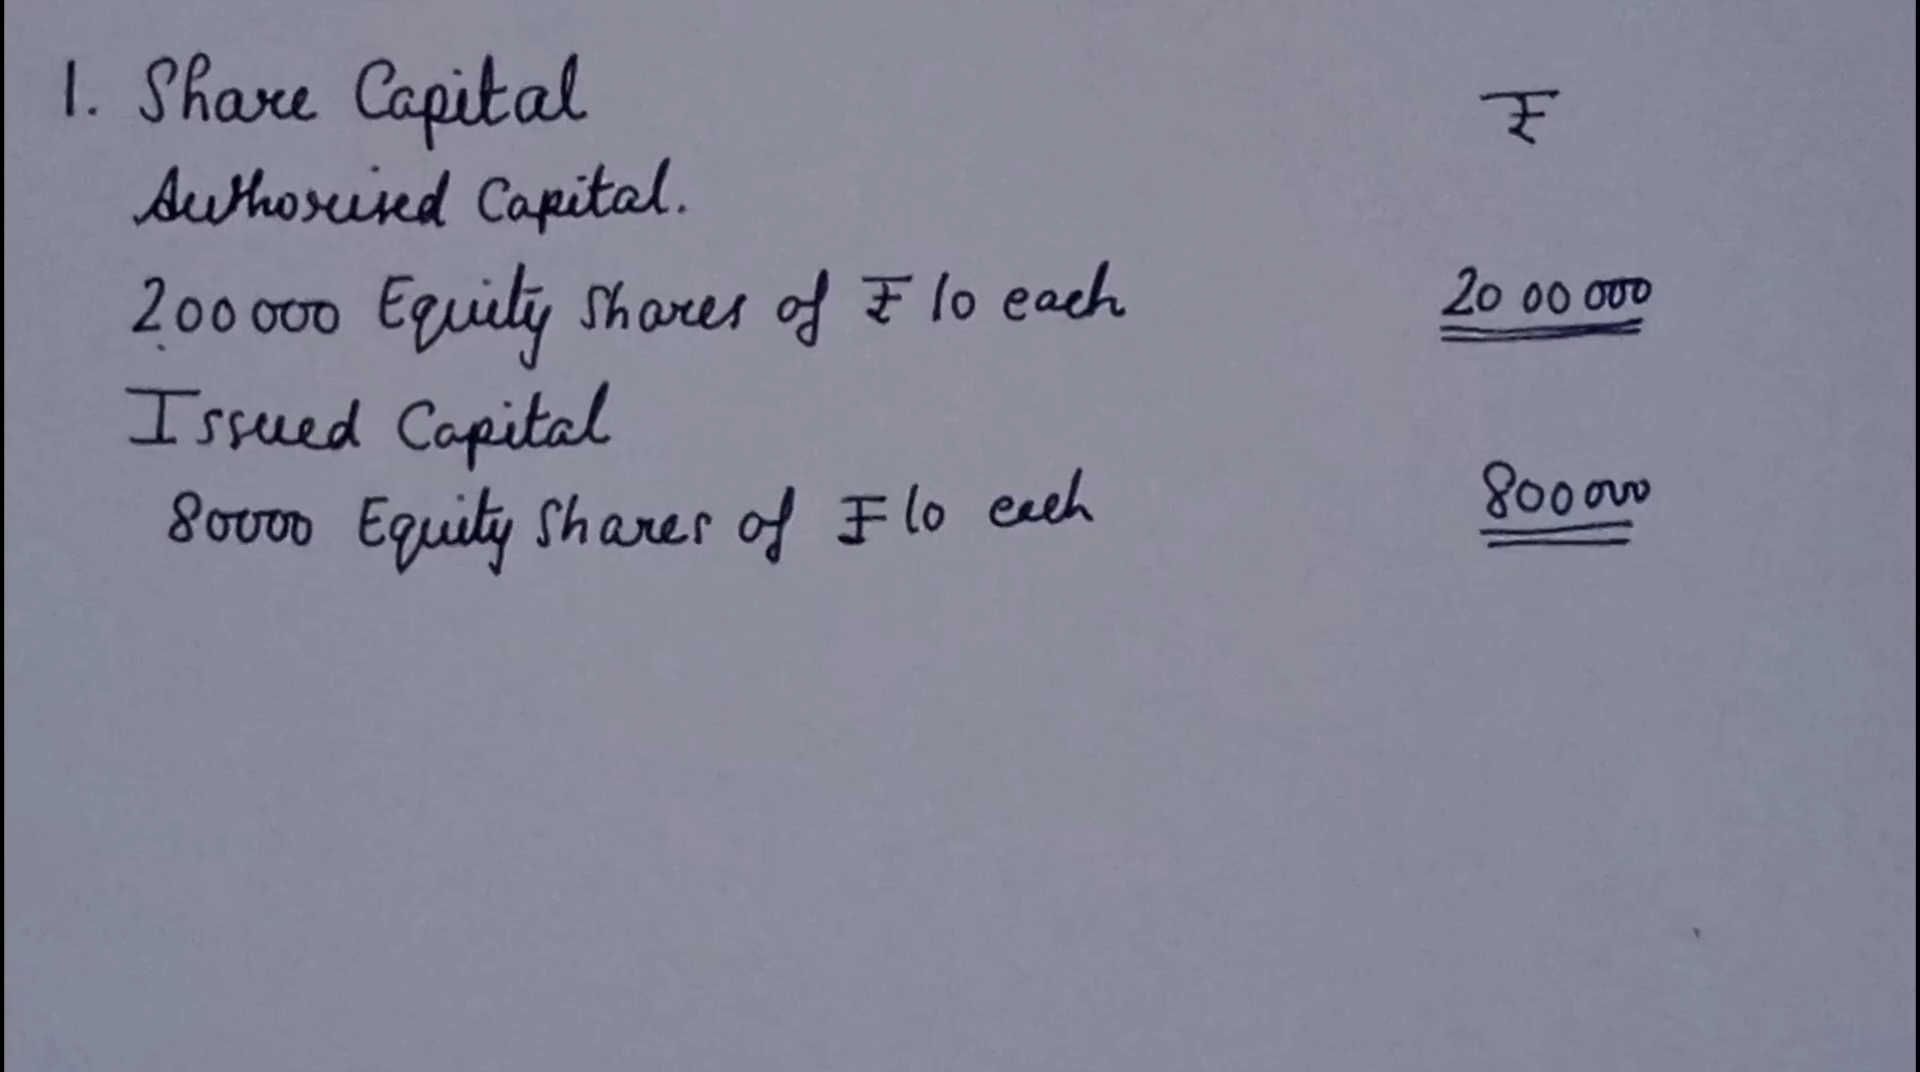 1. Share Capital ₹
Authorised Capital.
200000 Equity Shares of ₹ 10 each 20 00 000
Issued Capital
80000 Equity Shares of ₹ 10 each 800000